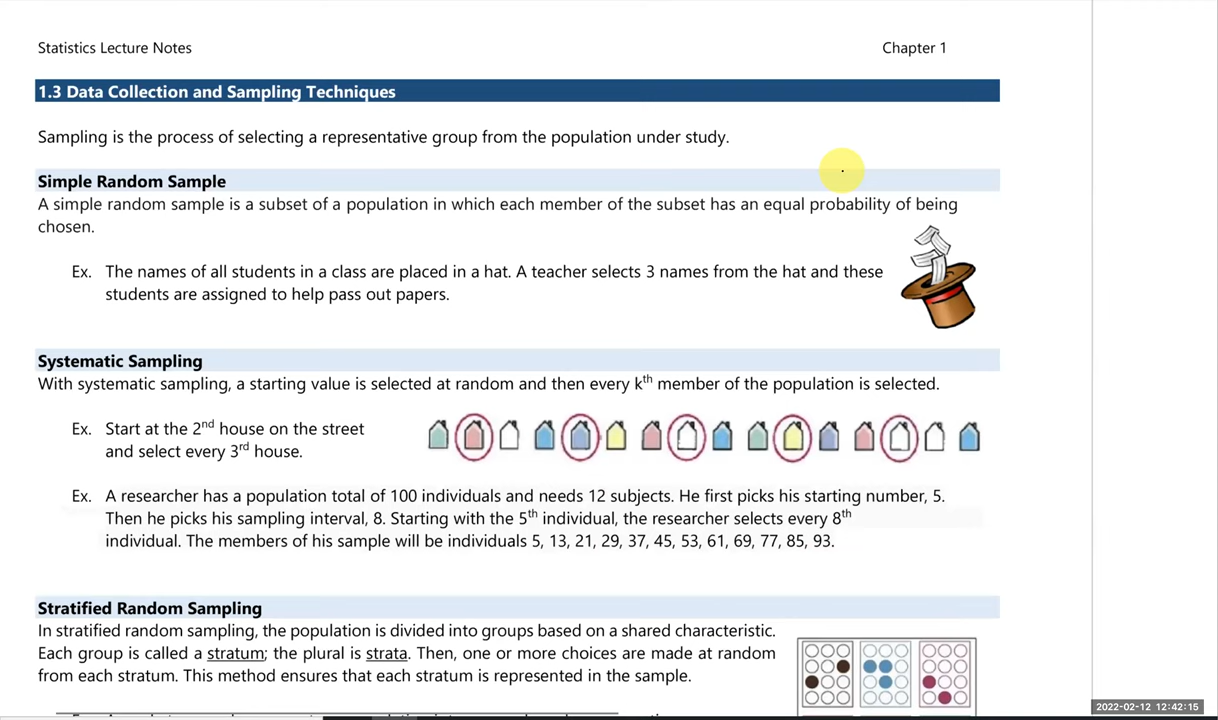 Statistics Lecture Notes
Chapter 1
1.3 Data Collection and Sampling Techniques
Sampling is the process of selecting a representative group from the population under study.
Simple Random Sample
A simple random sample is a subset of a population in which each member of the subset has an equal probability of being
chosen.
Ex. The names of all students in a class are placed in a hat. A teacher selects 3 names from the hat and these
students are assigned to help pass out papers.
Systematic Sampling
With systematic sampling, a starting value is selected at random and then every kth member of the population is selected.
Ex. Start at the 2nd house on the street
and select every 3rd house.
Ex. A researcher has a population total of 100 individuals and needs 12 subjects. He first picks his starting number, 5.
Then he picks his sampling interval, 8. Starting with the 5th individual, the researcher selects every 8th
individual. The members of his sample will be individuals 5, 13, 21, 29, 37, 45, 53, 61, 69, 77, 85, 93.
Stratified Random Sampling
In stratified random sampling, the population is divided into groups based on a shared characteristic.
Each group is called a stratum; the plural is strata. Then, one or more choices are made at random
from each stratum. This method ensures that each stratum is represented in the sample.
2022-02-12 12:42:15